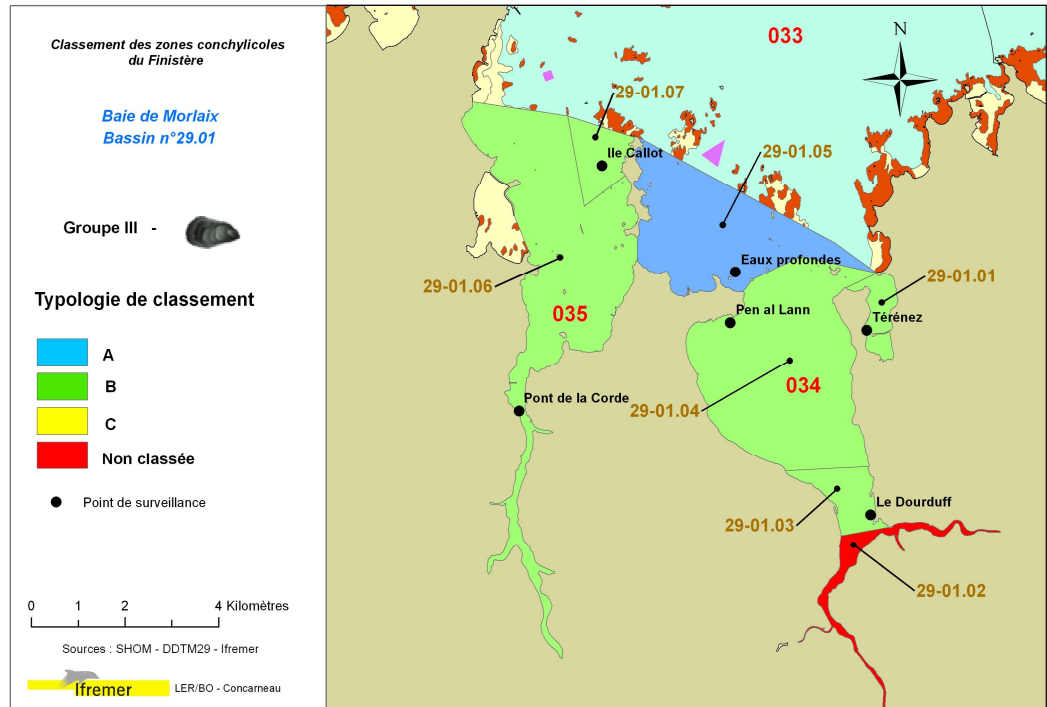 Classement des zones conchylicoles
du Finistère
Baie de Morlaix
Bassin n°29.01
Groupe III -
Typologie de classement
A
B
C
Non classée
Point de surveillance
0 1 2 4 Kilomètres
Sources : SHOM - DDTM29 - Ifremer
Ifremer
LER/BO - Concarneau
033
N
29-01.07
Ile Callot
29-01.05
Eaux profondes
29-01.06
29-01.01
035
Pen al Lann
Térénez
034
Pont de la Corde
29-01.04
Le Dourduff
29-01.03
29-01.02